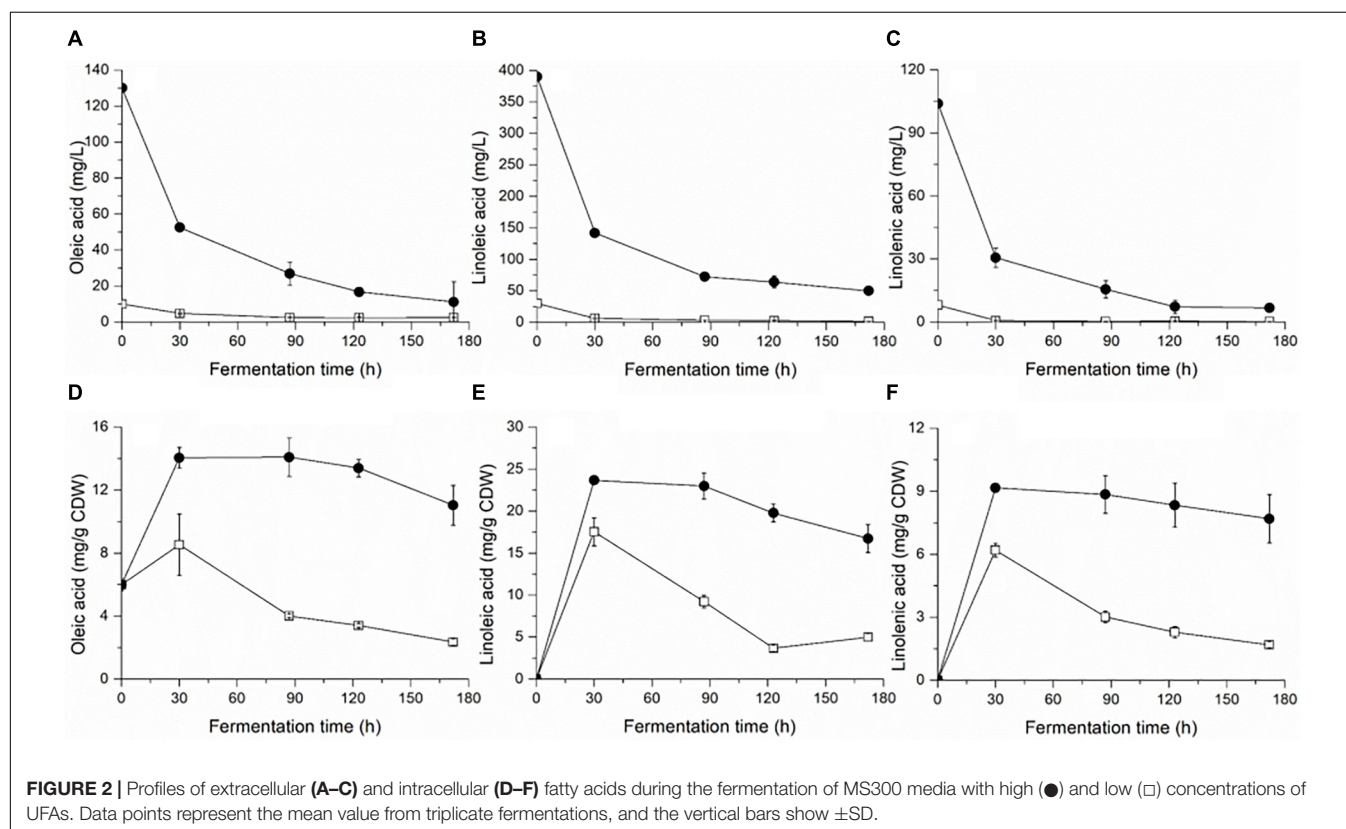 A
B
C
140
120
100
80
60
40
20
0
Oleic acid (mg/L)
0 30 60 90 120 150 180
Fermentation time (h)
400
350
300
250
200
150
100
50
0
Linoleic acid (mg/L)
0 30 60 90 120 150 180
Fermentation time (h)
120
90
60
30
0
Linolenic acid (mg/L)
0 30 60 90 120 150 180
Fermentation time (h)
D
E
F
16
12
8
4
0
Oleic acid (mg/g CDW)
0 30 60 90 120 150 180
Fermentation time (h)
30
25
20
15
10
5
0
Linoleic acid (mg/g CDW)
0 30 60 90 120 150 180
Fermentation time (h)
12
9
6
3
0
Linolenic acid (mg/g CDW)
0 30 60 90 120 150 180
Fermentation time (h)
FIGURE 2 | Profiles of extracellular (A–C) and intracellular (D–F) fatty acids during the fermentation of MS300 media with high (●) and low (□) concentrations of
UFAs. Data points represent the mean value from triplicate fermentations, and the vertical bars show ±SD.